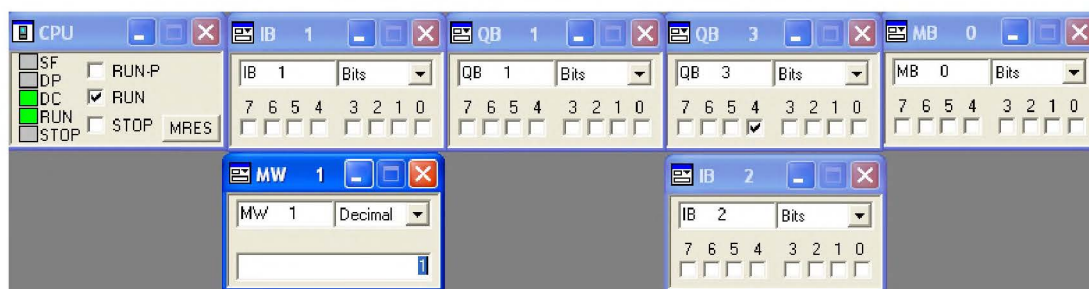 CPU
SF
DP
DC
RUN
STOP
RUN-P
RUN
STOP
MRES
IB 1
IB 1 Bits
7 6 5 4 3 2 1 0
QB 1
QB 1 Bits
7 6 5 4 3 2 1 0
QB 3
QB 3 Bits
7 6 5 4 3 2 1 0
MB 0
MB 0 Bits
7 6 5 4 3 2 1 0
MW 1
MW 1 Decimal
1
IB 2
IB 2 Bits
7 6 5 4 3 2 1 0